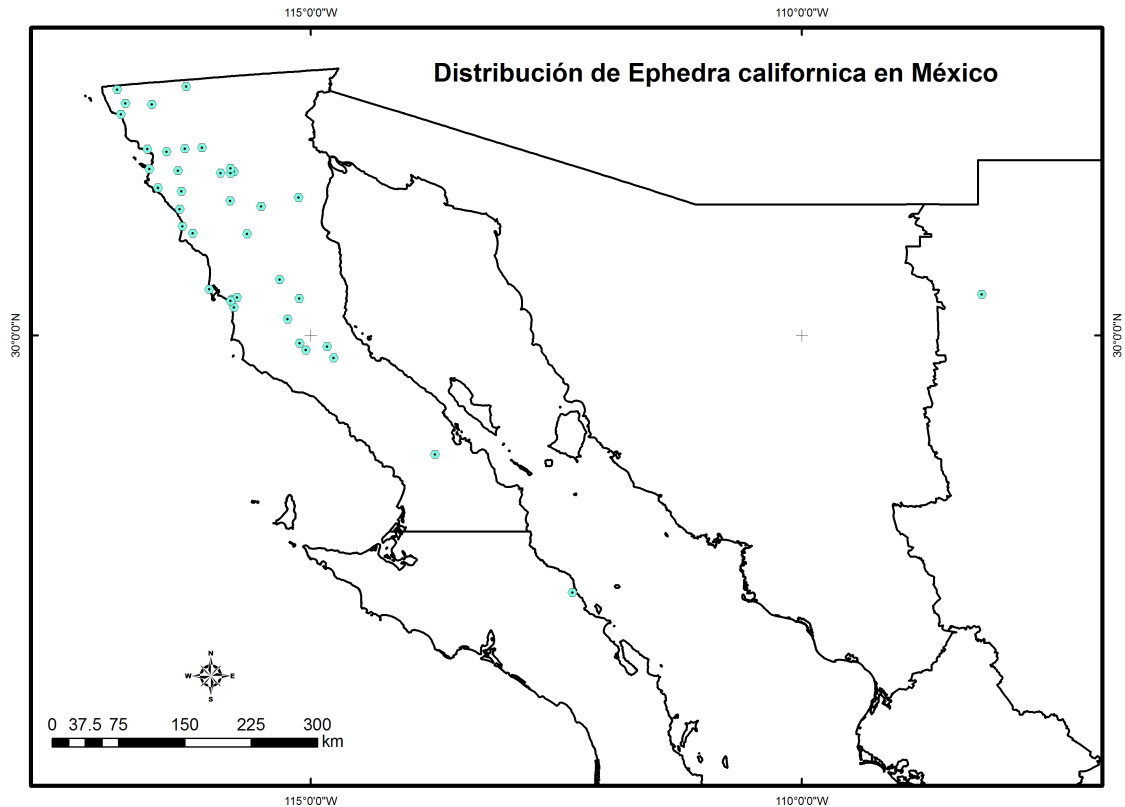 115°0'0"W 110°0'0"W
Distribución de Ephedra californica en México
30°0'0"N 30°0'0"N
N
W E
S
0 37.5 75 150 225 300
km
115°0'0"W 110°0'0"W